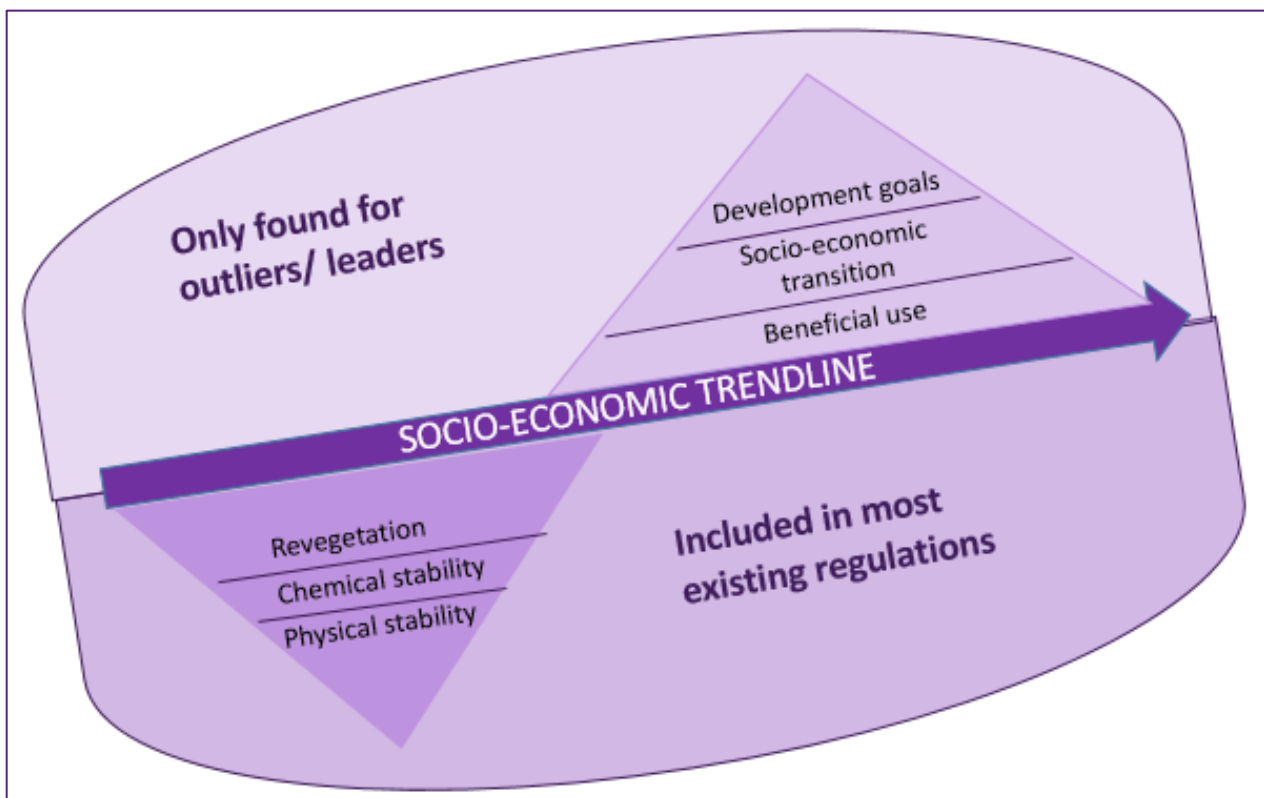 Only found for
outliers/ leaders
Development goals
Socio-economic
transition
Beneficial use
SOCIO-ECONOMIC TRENDLINE
Revegetation
Chemical stability
Physical stability
Included in most
existing regulations